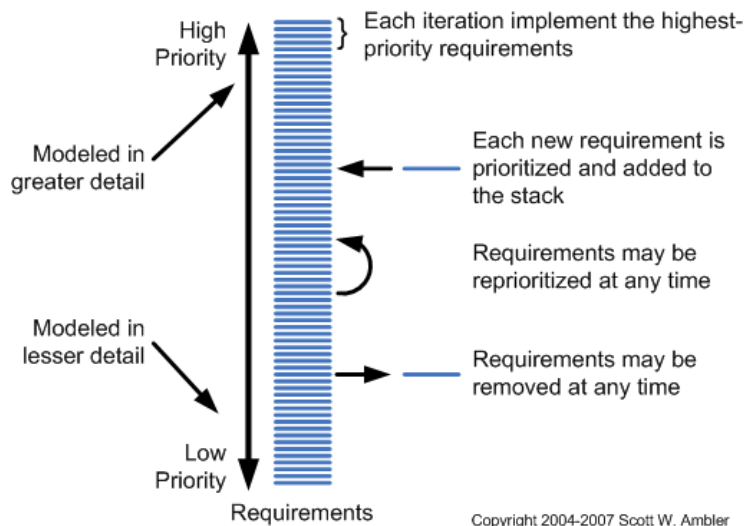 High
Priority
Each iteration implement the highest-
priority requirements
Modeled in
greater detail
Each new requirement is
prioritized and added to
the stack
Requirements may be
reprioritized at any time
Modeled in
lesser detail
Requirements may be
removed at any time
Low
Priority
Requirements
Copyright 2004-2007 Scott W. Ambler